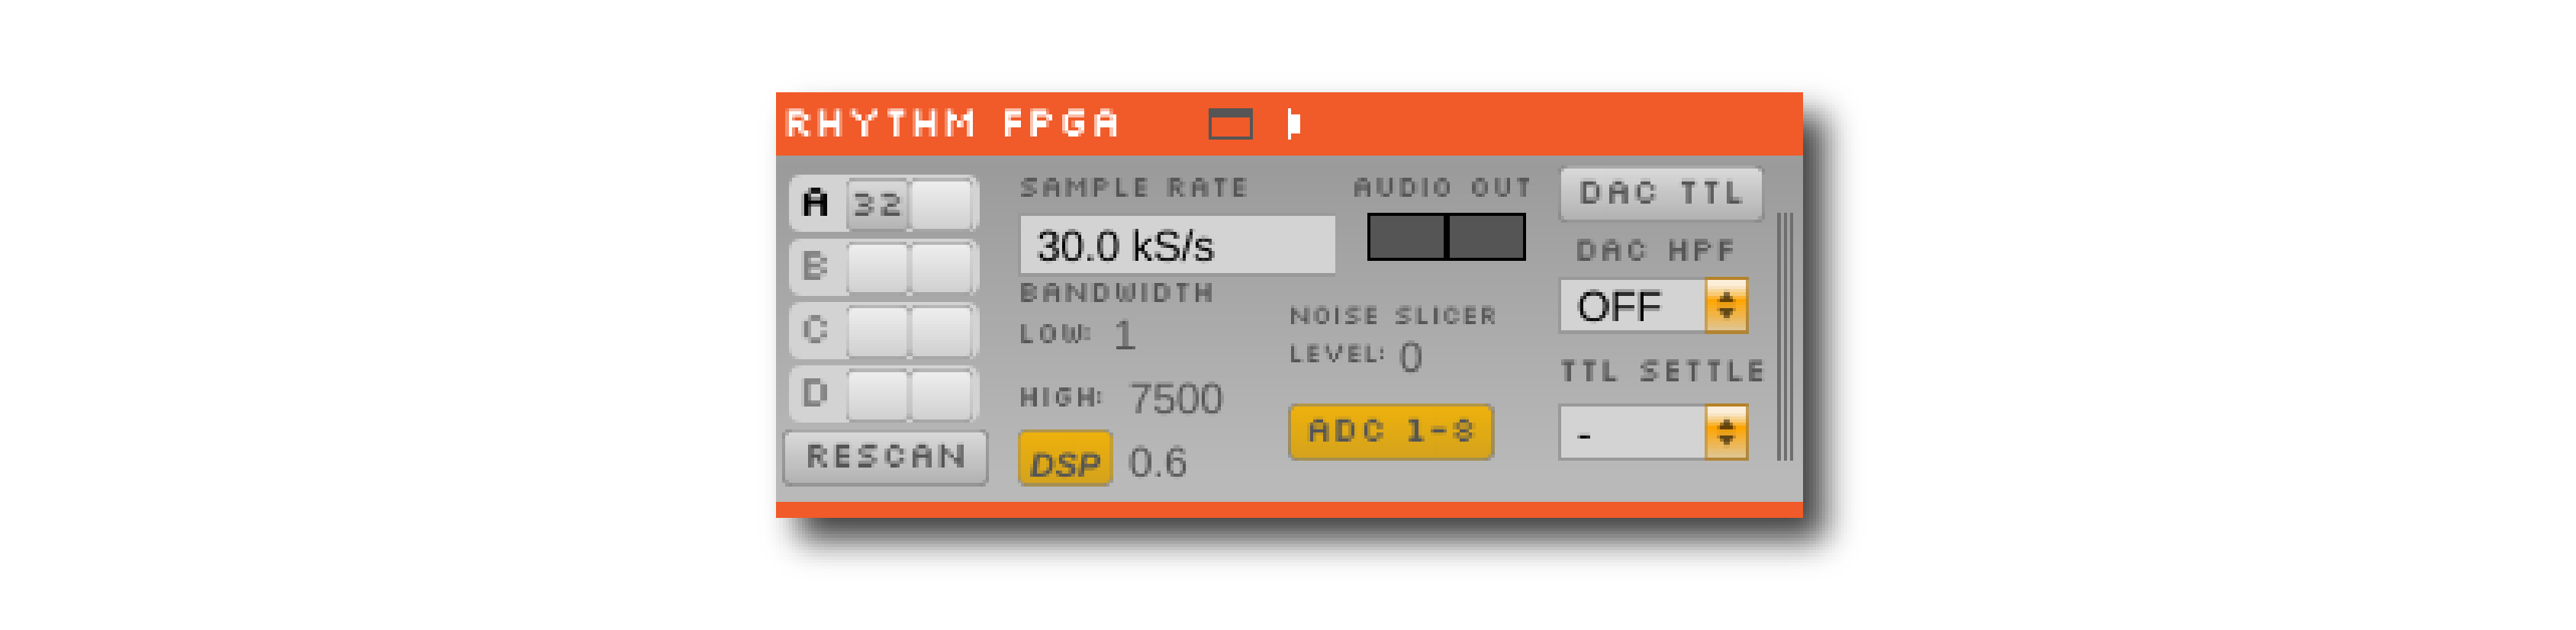 RHYTHM FPGA
A 32
B
C
D
RESCAN
SAMPLE RATE
30.0 kS/s
BANDWIDTH
LOW: 1
HIGH: 7500
DSP 0.6
AUDIO OUT
NOISE SLICER
LEVEL: 0
ADC 1-8
DAC TTL
DAC HPF
OFF
TTL SETTLE
-